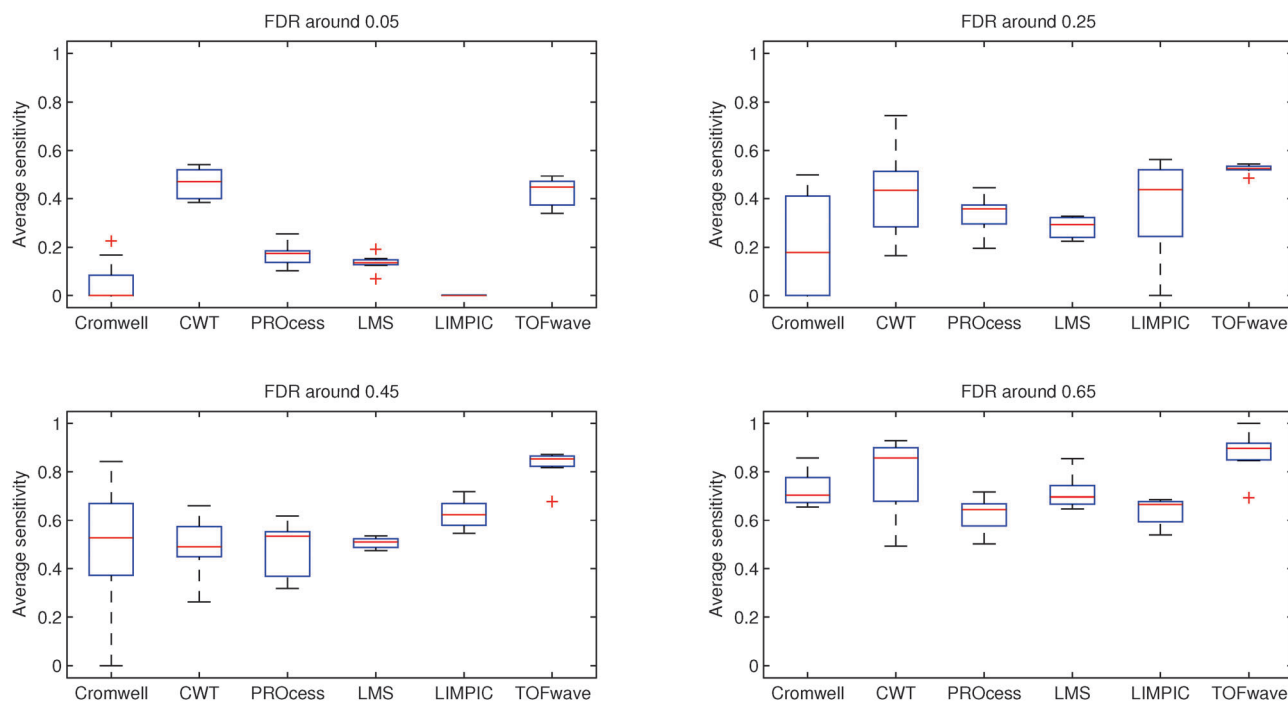 FDR around 0.05
Average sensitivity
1
0.8
0.6
0.4
0.2
0
Cromwell CWT PROcess LMS LIMPIC TOFwave
FDR around 0.25
Average sensitivity
1
0.8
0.6
0.4
0.2
0
Cromwell CWT PROcess LMS LIMPIC TOFwave
FDR around 0.45
Average sensitivity
1
0.8
0.6
0.4
0.2
0
Cromwell CWT PROcess LMS LIMPIC TOFwave
FDR around 0.65
Average sensitivity
1
0.8
0.6
0.4
0.2
0
Cromwell CWT PROcess LMS LIMPIC TOFwave